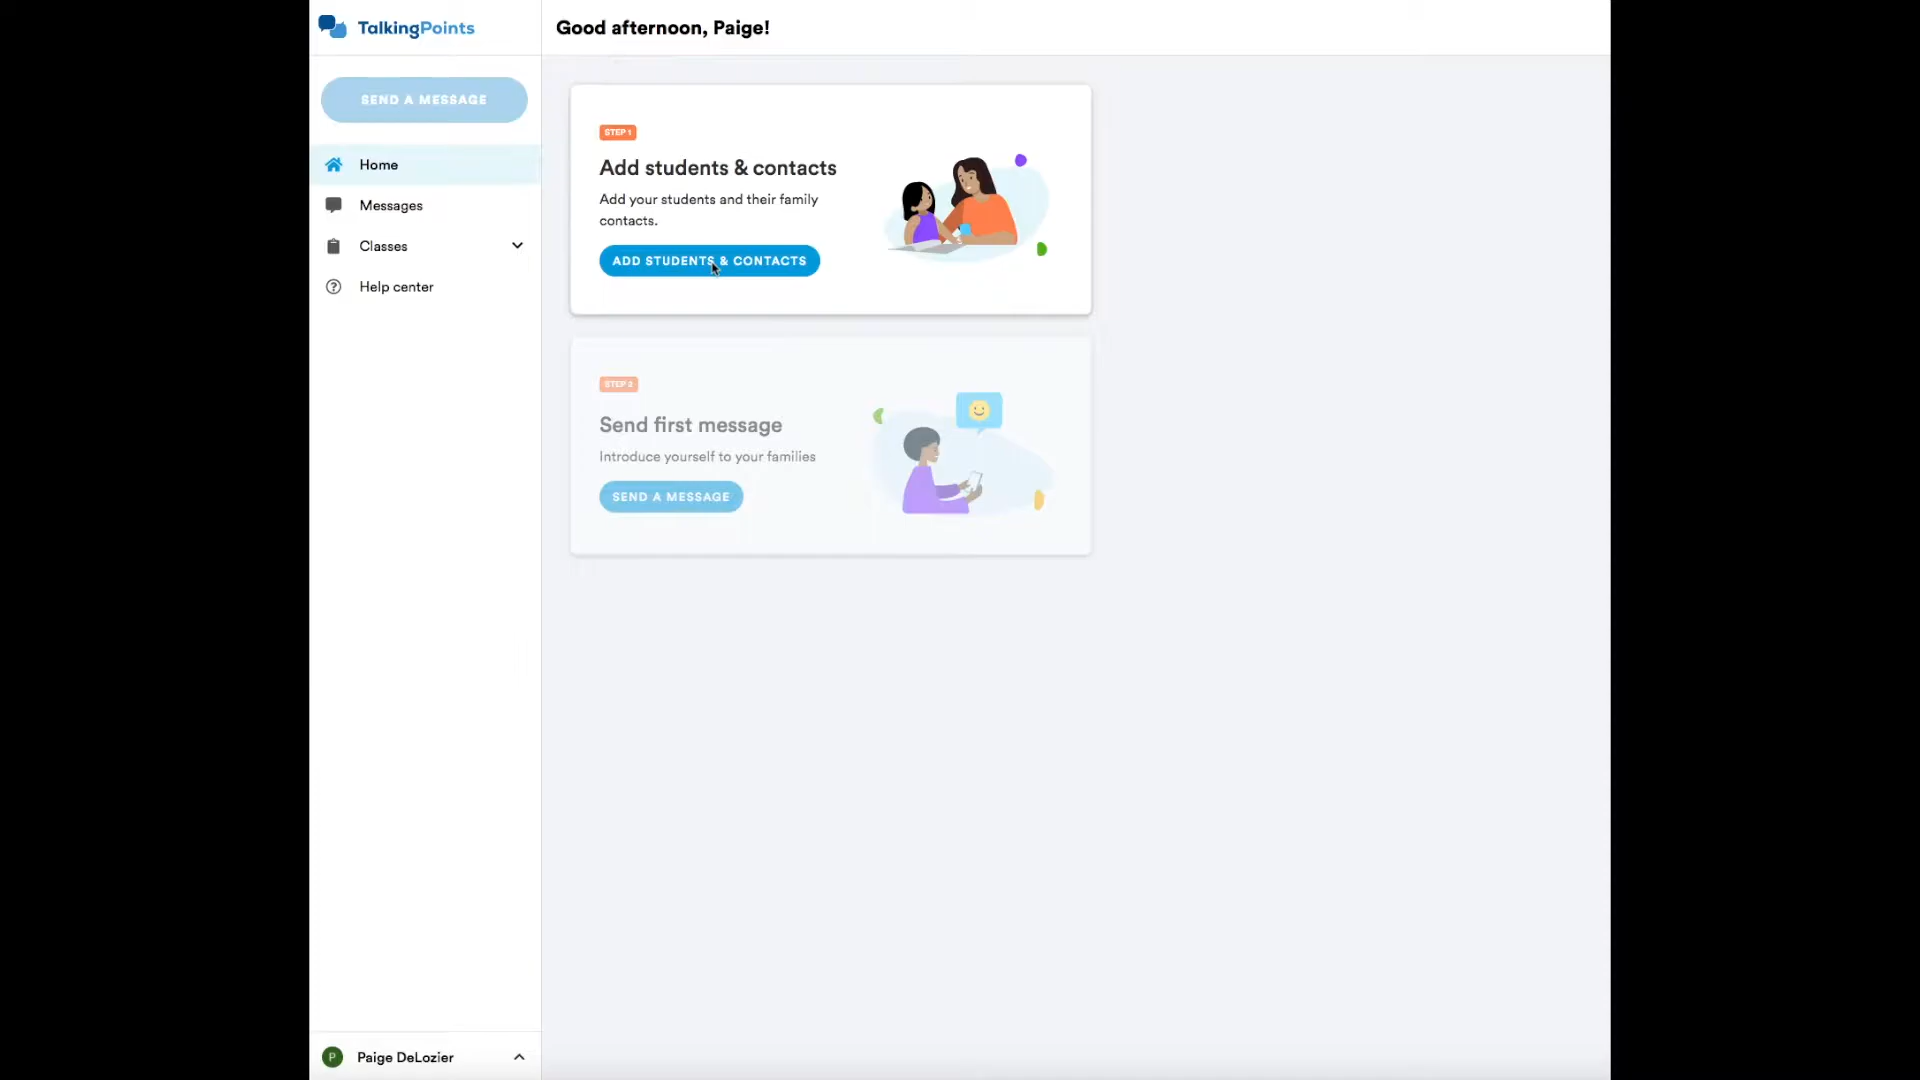 TalkingPoints
Good afternoon, Paige!
SEND A MESSAGE
Home
Messages
Classes
Help center
STEP 1
Add students & contacts
Add your students and their family
contacts.
ADD STUDENTS & CONTACTS
STEP 2
Send first message
Introduce yourself to your families
SEND A MESSAGE
P
Paige DeLozier